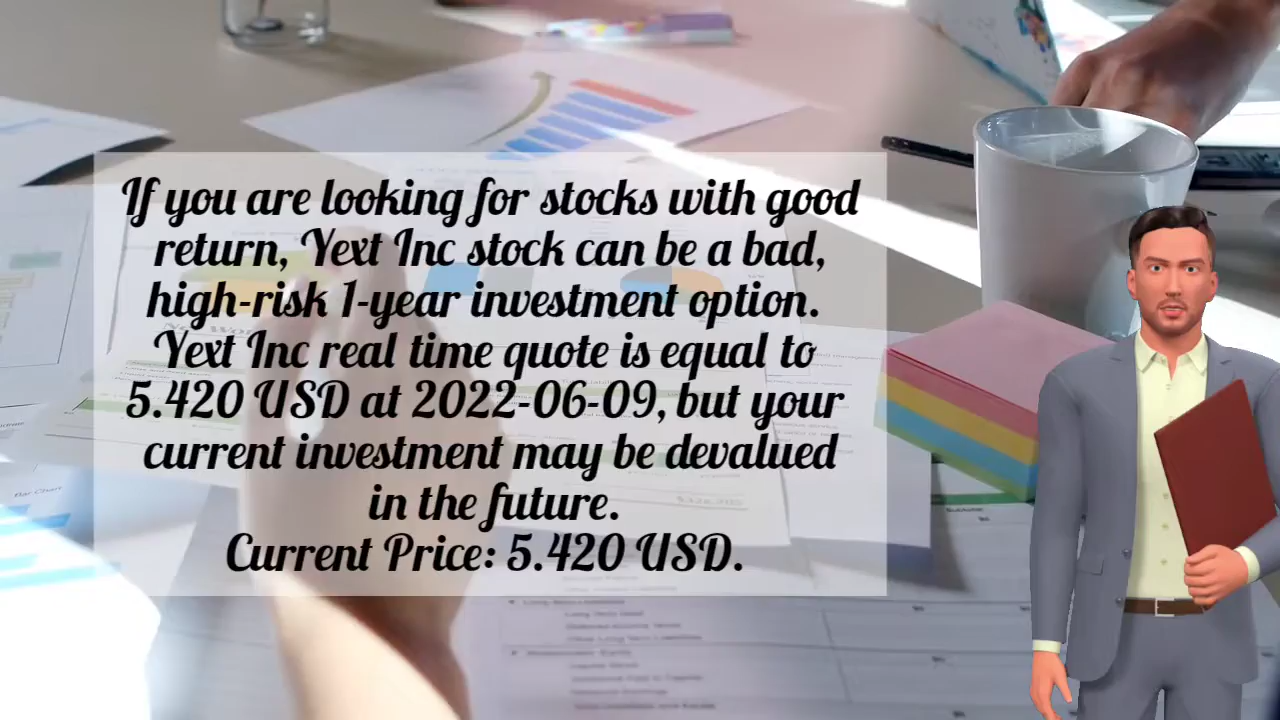 If you are looking for stocks with good
return, Yext Inc stock can be a bad,
high-risk 1-year investment option.
Yext Inc real time quote is equal to
5.420 USD at 2022-06-09, but your
current investment may be devalued
in the future.
Current Price: 5.420 USD.
Bar Chart